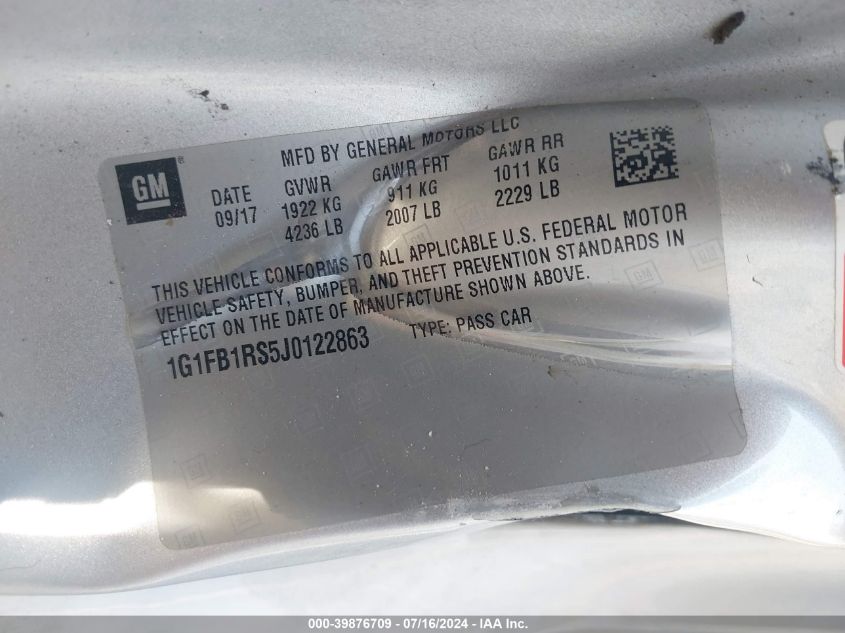 MFD BY GENERAL MOTORS LLC
GM
DATE GVWR GAWR FRT GAWR RR
09/17 1922 KG 911 KG 1011 KG
4236 LB 2007 LB 2229 LB
THIS VEHICLE CONFORMS TO ALL APPLICABLE U.S. FEDERAL MOTOR
VEHICLE SAFETY, BUMPER, AND THEFT PREVENTION STANDARDS IN
EFFECT ON THE DATE OF MANUFACTURE SHOWN ABOVE.
1G1FB1RS5J0122863 TYPE: PASS CAR
000-39876709 - 07/16/2024 - IAA Inc.